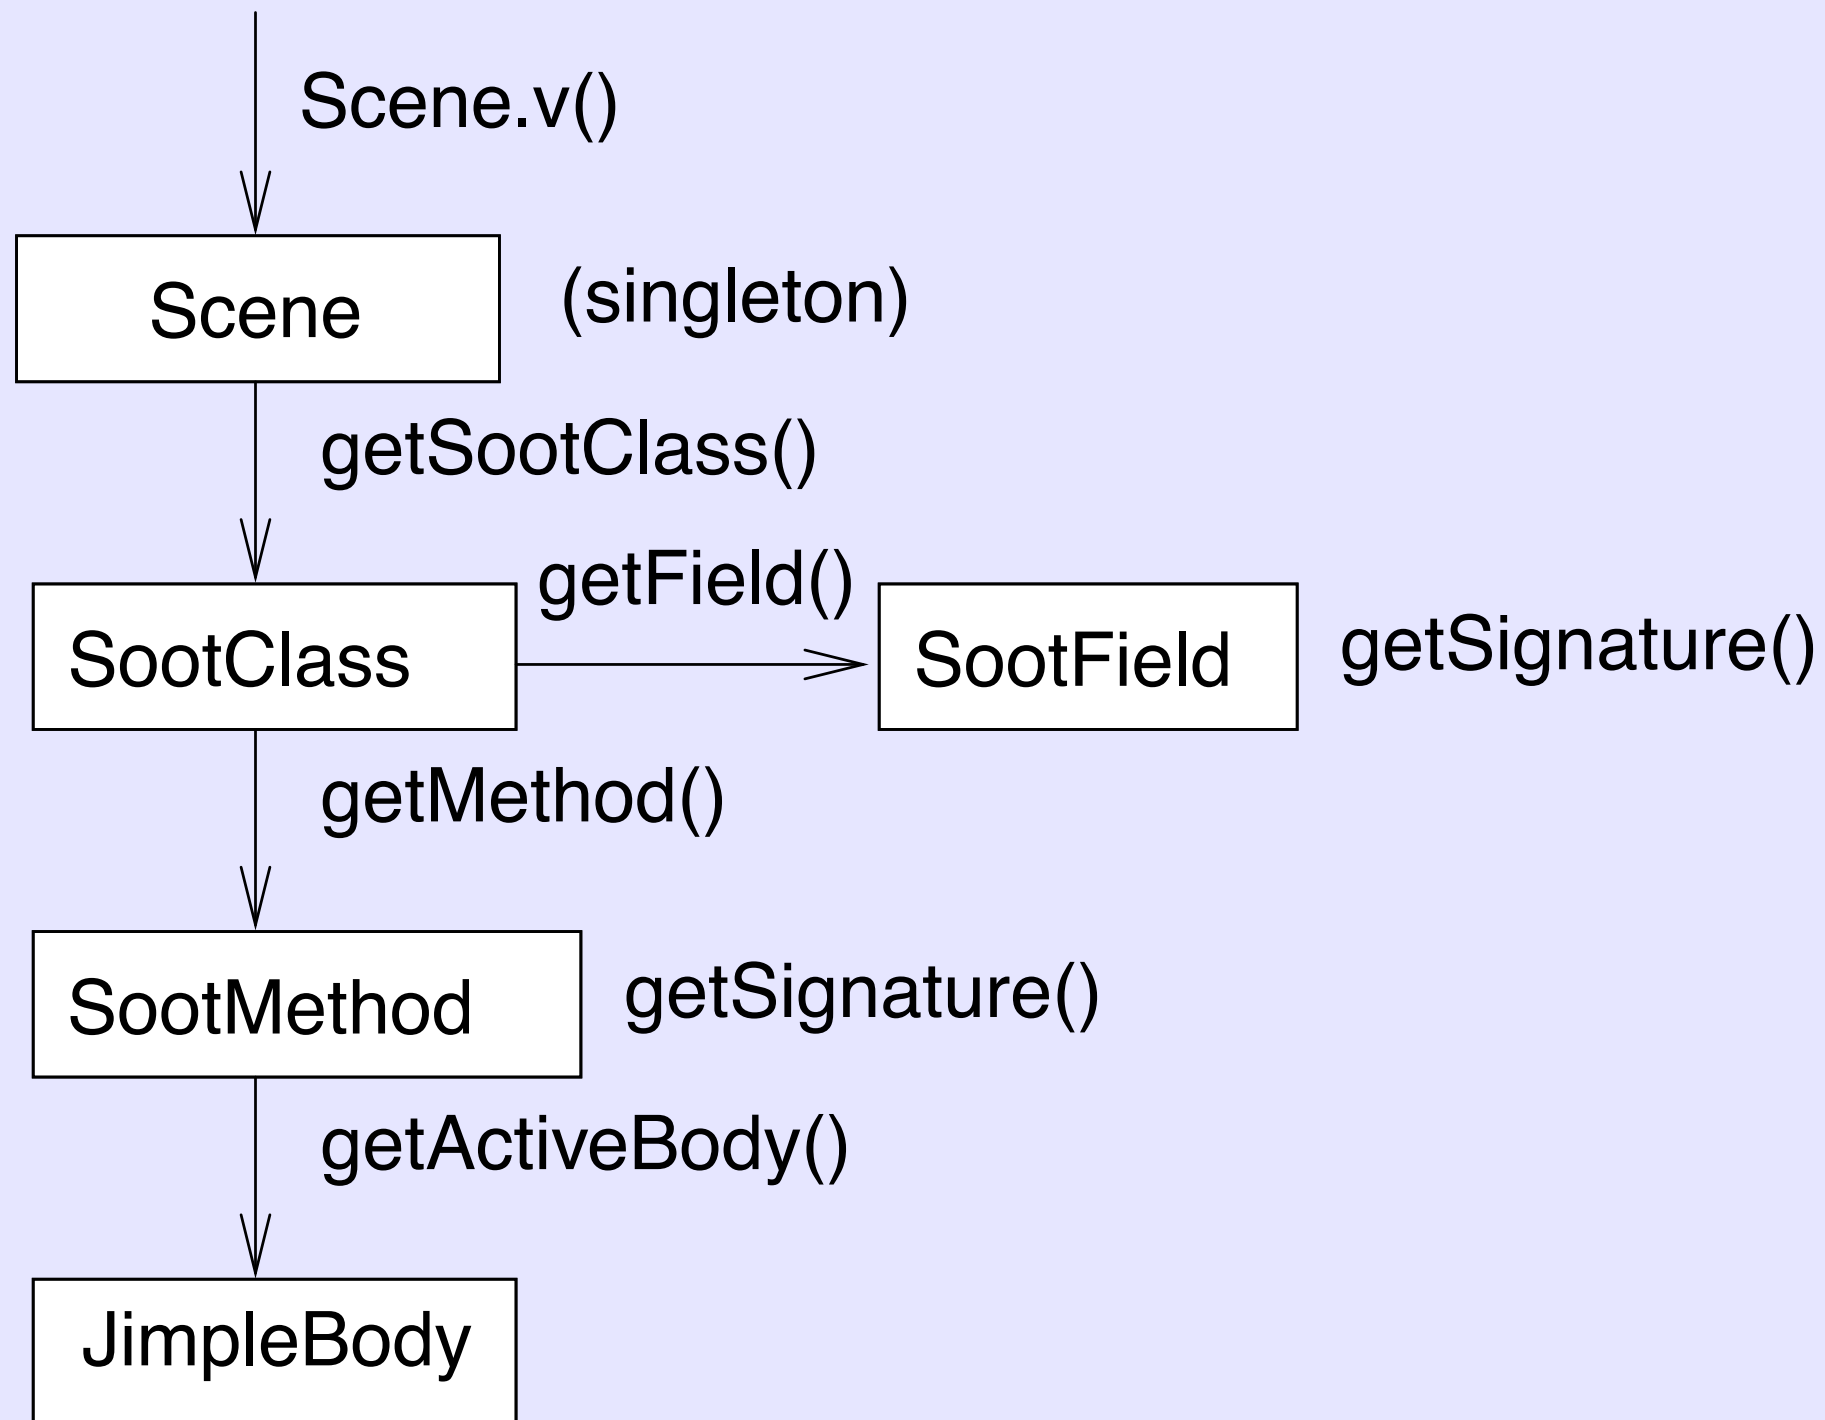 Scene.v()
Scene
(singleton)
getSootClass()
getField()
SootClass
SootField
getSignature()
getMethod()
SootMethod
getSignature()
getActiveBody()
JimpleBody